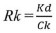 Rk = Kd/Ck